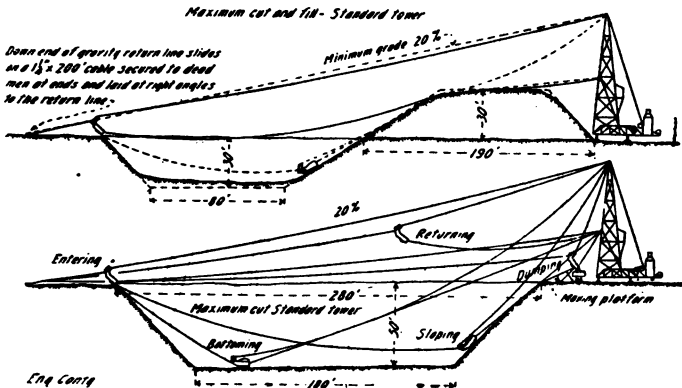 Maximum cut and fill - Standard tower
Down end of gravity return line slides
on a 1½" x 200' cable secured to dead
men at ends and laid at right angles
to the return line
Minimum grade 20%
30'
30'
190'
80'
20%
Entering
Returning
Dumping
280'
Moving platform
Maximum cut Standard tower
50'
Sloping
Bottoming
180'
Eng Contg